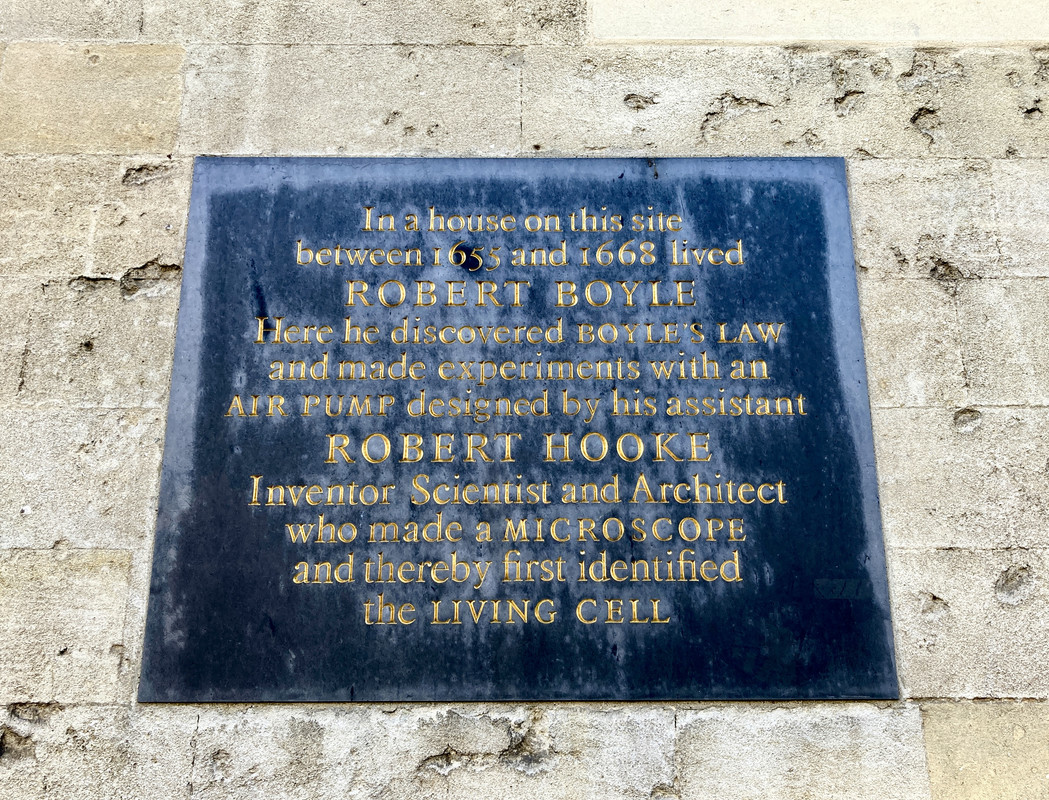 In a house on this site
between 1655 and 1668 lived
ROBERT BOYLE
Here he discovered BOYLE'S LAW
and made experiments with an
AIR PUMP designed by his assistant
ROBERT HOOKE
Inventor Scientist and Architect
who made a MICROSCOPE
and thereby first identified
the LIVING CELL